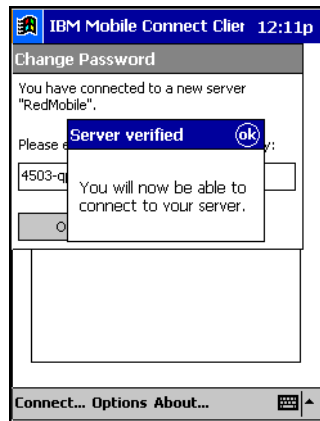 IBM Mobile Connect Clier 12:11p
Change Password
You have connected to a new server
"RedMobile".
Please e
y:
Server verified ok
4503-q
You will now be able to
connect to your server.
O
Connect... Options About...